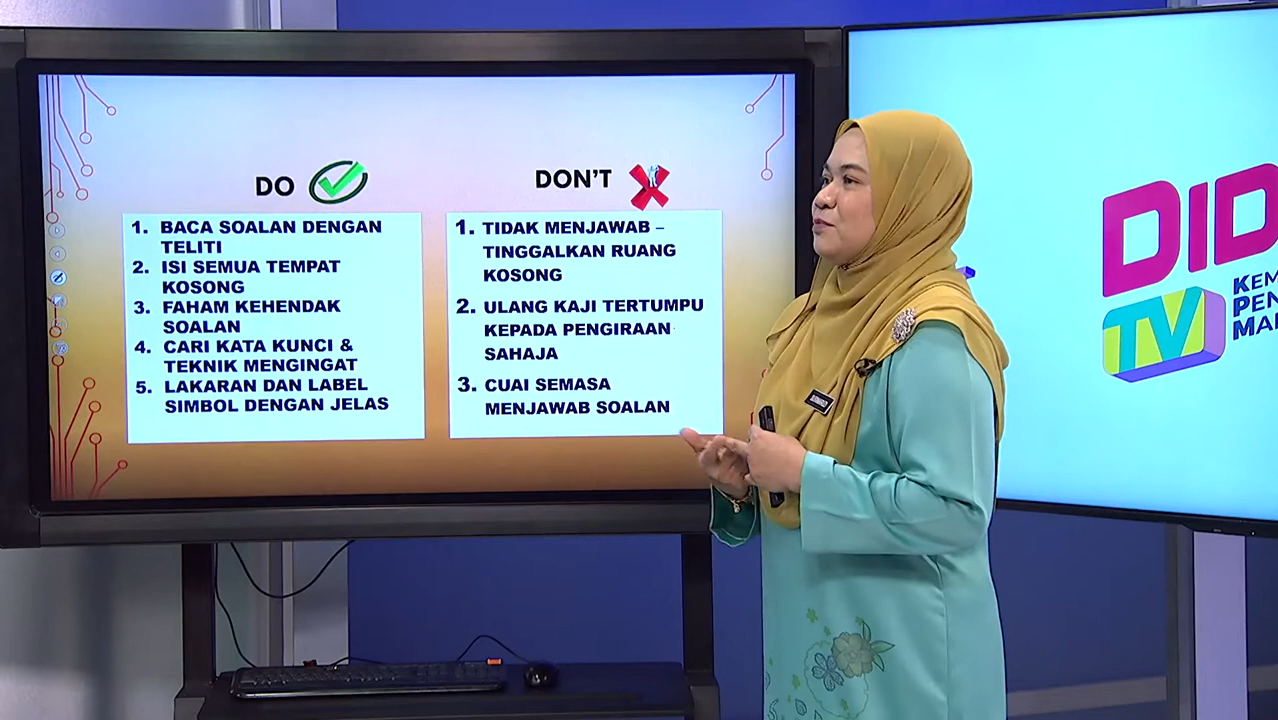 DO
1. BACA SOALAN DENGAN
TELITI
2. ISI SEMUA TEMPAT
KOSONG
3. FAHAM KEHENDAK
SOALAN
4. CARI KATA KUNCI &
TEKNIK MENGINGAT
5. LAKARAN DAN LABEL
SIMBOL DENGAN JELAS
DON'T
1. TIDAK MENJAWAB –
TINGGALKAN RUANG
KOSONG
2. ULANG KAJI TERTUMPU
KEPADA PENGIRAAN
SAHAJA
3. CUAI SEMASA
MENJAWAB SOALAN
DID
TV
KEM
PEN
MA